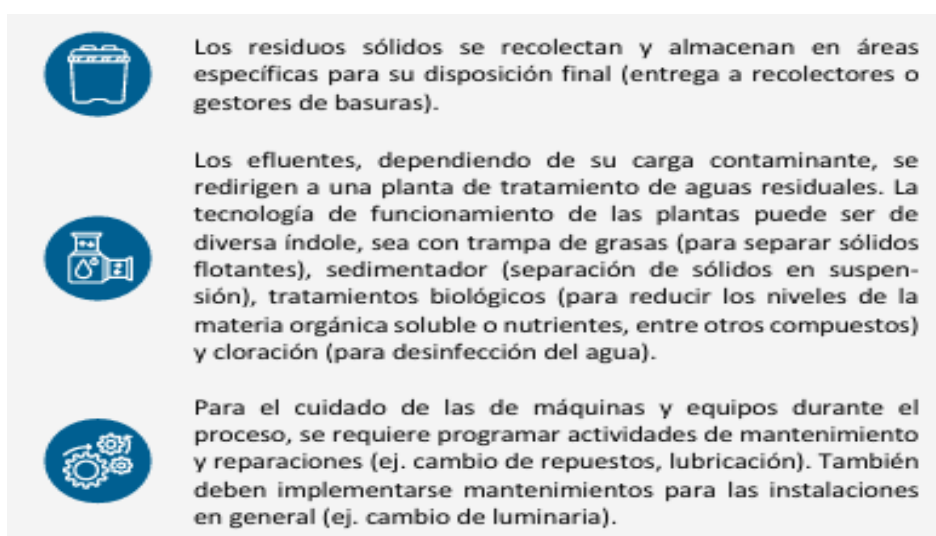 Los residuos sólidos se recolectan y almacenan en áreas
específicas para su disposición final (entrega a recolectores o
gestores de basuras).
Los efluentes, dependiendo de su carga contaminante, se
redirigen a una planta de tratamiento de aguas residuales. La
tecnología de funcionamiento de las plantas puede ser de
diversa índole, sea con trampa de grasas (para separar sólidos
flotantes), sedimentador (separación de sólidos en suspen-
sión), tratamientos biológicos (para reducir los niveles de la
materia orgánica soluble o nutrientes, entre otros compuestos)
y cloración (para desinfección del agua).
Para el cuidado de las de máquinas y equipos durante el
proceso, se requiere programar actividades de mantenimiento
y reparaciones (ej. cambio de repuestos, lubricación). También
deben implementarse mantenimientos para las instalaciones
en general (ej. cambio de luminaria).